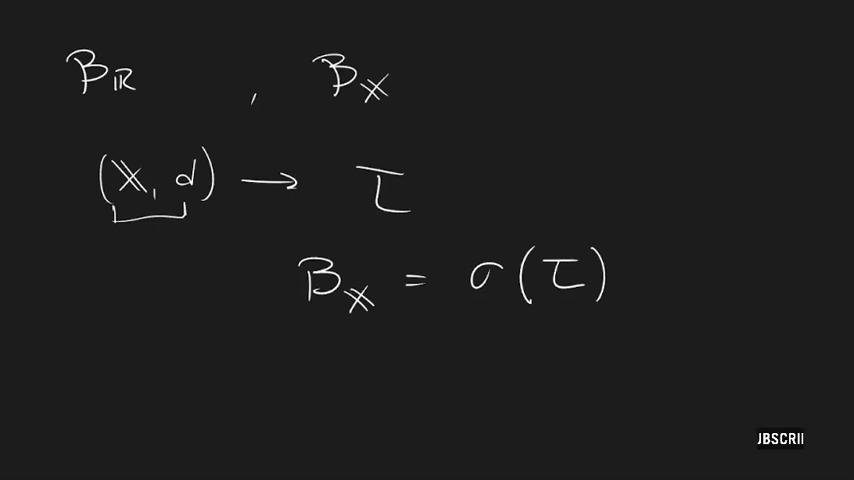 𝓑_ℝ , 𝓑_𝕏
(𝕏, d) → τ
𝓑_𝕏 = σ(τ)
JBSCRII